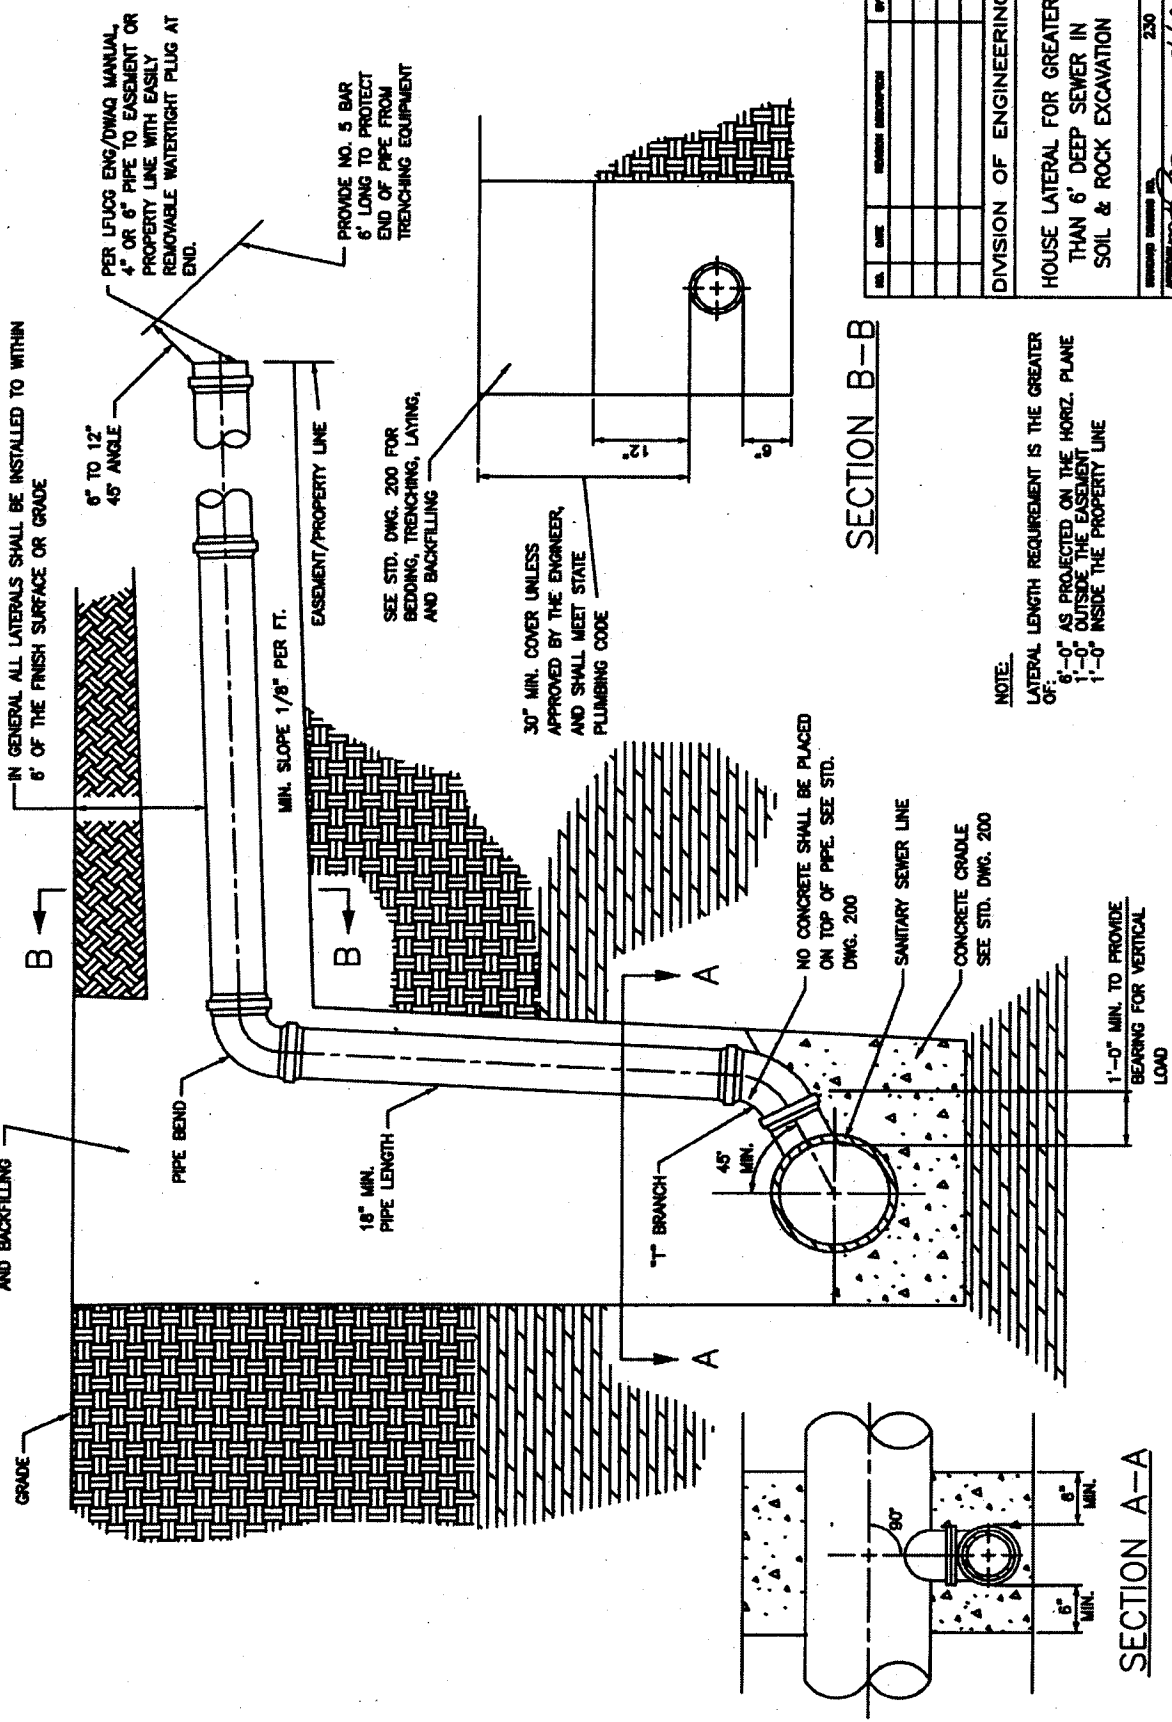 AND BACKFILLING
GRADE
IN GENERAL ALL LATERALS SHALL BE INSTALLED TO WITHIN
6' OF THE FINISH SURFACE OR GRADE
B
PIPE BEND
18" MIN.
PIPE LENGTH
MIN. SLOPE 1/8" PER FT.
B
6" TO 12"
45° ANGLE
PER LFUCG ENG/DWAQ MANUAL,
4" OR 6" PIPE TO EASEMENT OR
PROPERTY LINE WITH EASILY
REMOVABLE WATERTIGHT PLUG AT
END.
PROVIDE NO. 5 BAR
6' LONG TO PROTECT
END OF PIPE FROM
TRENCHING EQUIPMENT
EASEMENT/PROPERTY LINE
SEE STD. DWG. 200 FOR
BEDDING, TRENCHING, LAYING,
AND BACKFILLING
30" MIN. COVER UNLESS
APPROVED BY THE ENGINEER,
AND SHALL MEET STATE
PLUMBING CODE
12"
6"
SECTION B-B
A
A
"T" BRANCH
45°
MIN.
NO CONCRETE SHALL BE PLACED
ON TOP OF PIPE. SEE STD.
DWG. 200
SANITARY SEWER LINE
CONCRETE CRADLE
SEE STD. DWG. 200
1'-0" MIN. TO PROVIDE
BEARING FOR VERTICAL
LOAD
90°
6"
MIN.
6"
MIN.
SECTION A-A
NOTE:
LATERAL LENGTH REQUIREMENT IS THE GREATER
OF:
6'-0" AS PROJECTED ON THE HORIZ. PLANE
1'-0" OUTSIDE THE EASEMENT
1'-0" INSIDE THE PROPERTY LINE
NO. DATE REVISION DESCRIPTION BY
DIVISION OF ENGINEERING
HOUSE LATERAL FOR GREATER
THAN 6' DEEP SEWER IN
SOIL & ROCK EXCAVATION
STANDARD DRAWING NO. 230